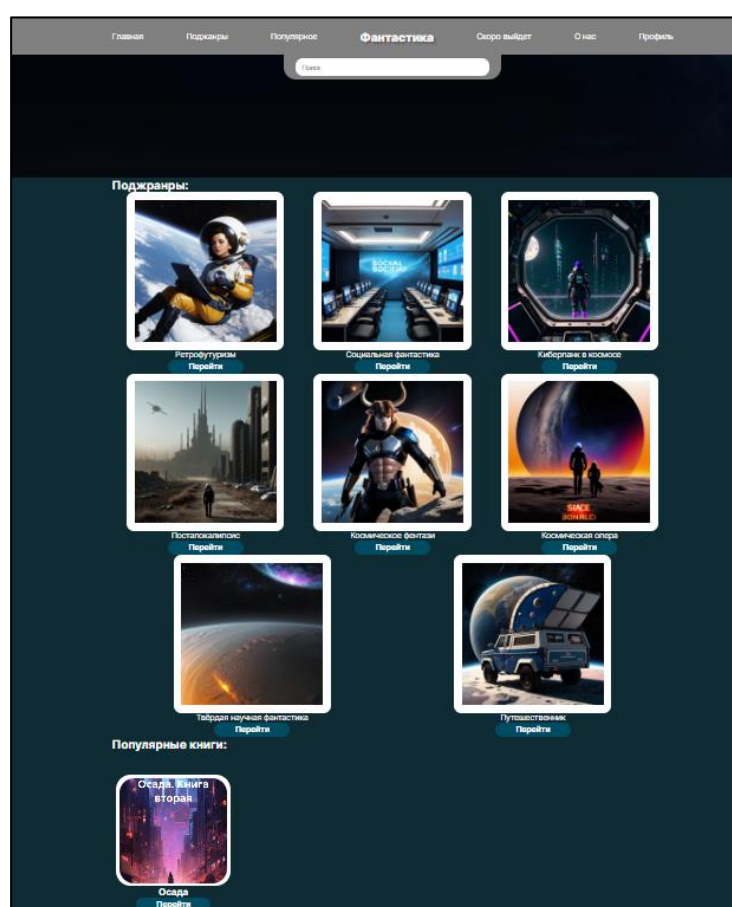 Главная Поджанры Популярное Фантастика Скоро выйдет О нас Профиль
Поиск
Поджранры:
Ретрофутуризм Социальная фантастика Киберпанк в космосе
Перейти Перейти Перейти
Постапокалипсис Космическое фентази Космическая опера
Перейти Перейти Перейти
Твёрдая научная фантастика Путешественник
Перейти Перейти
Популярные книги:
Осада. Книга
вторая
Осада
Перейти